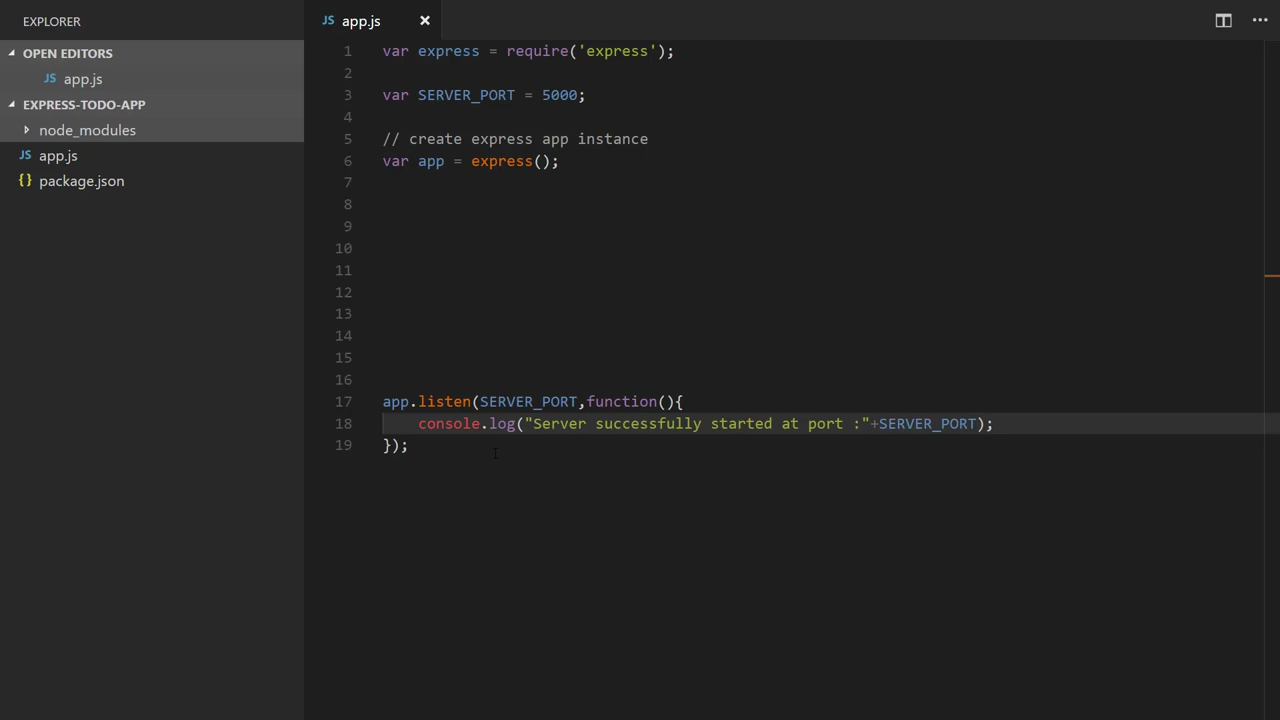 EXPLORER
OPEN EDITORS
JS app.js
EXPRESS-TODO-APP
node_modules
JS app.js
{} package.json
JS app.js ×
1 var express = require('express');
2
3 var SERVER_PORT = 5000;
4
5 // create express app instance
6 var app = express();
7
8
9
10
11
12
13
14
15
16
17 app.listen(SERVER_PORT,function(){
18 console.log("Server successfully started at port :"+SERVER_PORT);
19 });